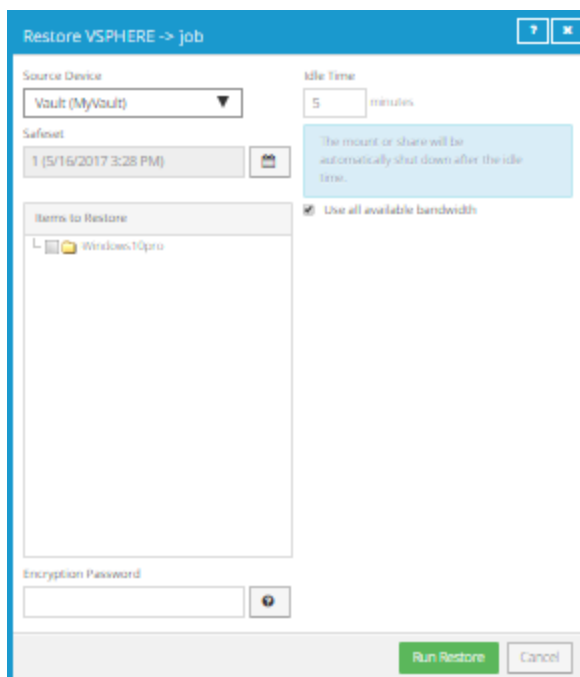 Restore VSPHERE -> job
?
Source Device
Vault (MyVault)
Safeset
1 (5/16/2017 3:28 PM)
Items to Restore
Windows10pro
Encryption Password
?
Idle Time
5 minutes
The mount or share will be
automatically shut down after the idle
time.
Use all available bandwidth
Run Restore
Cancel